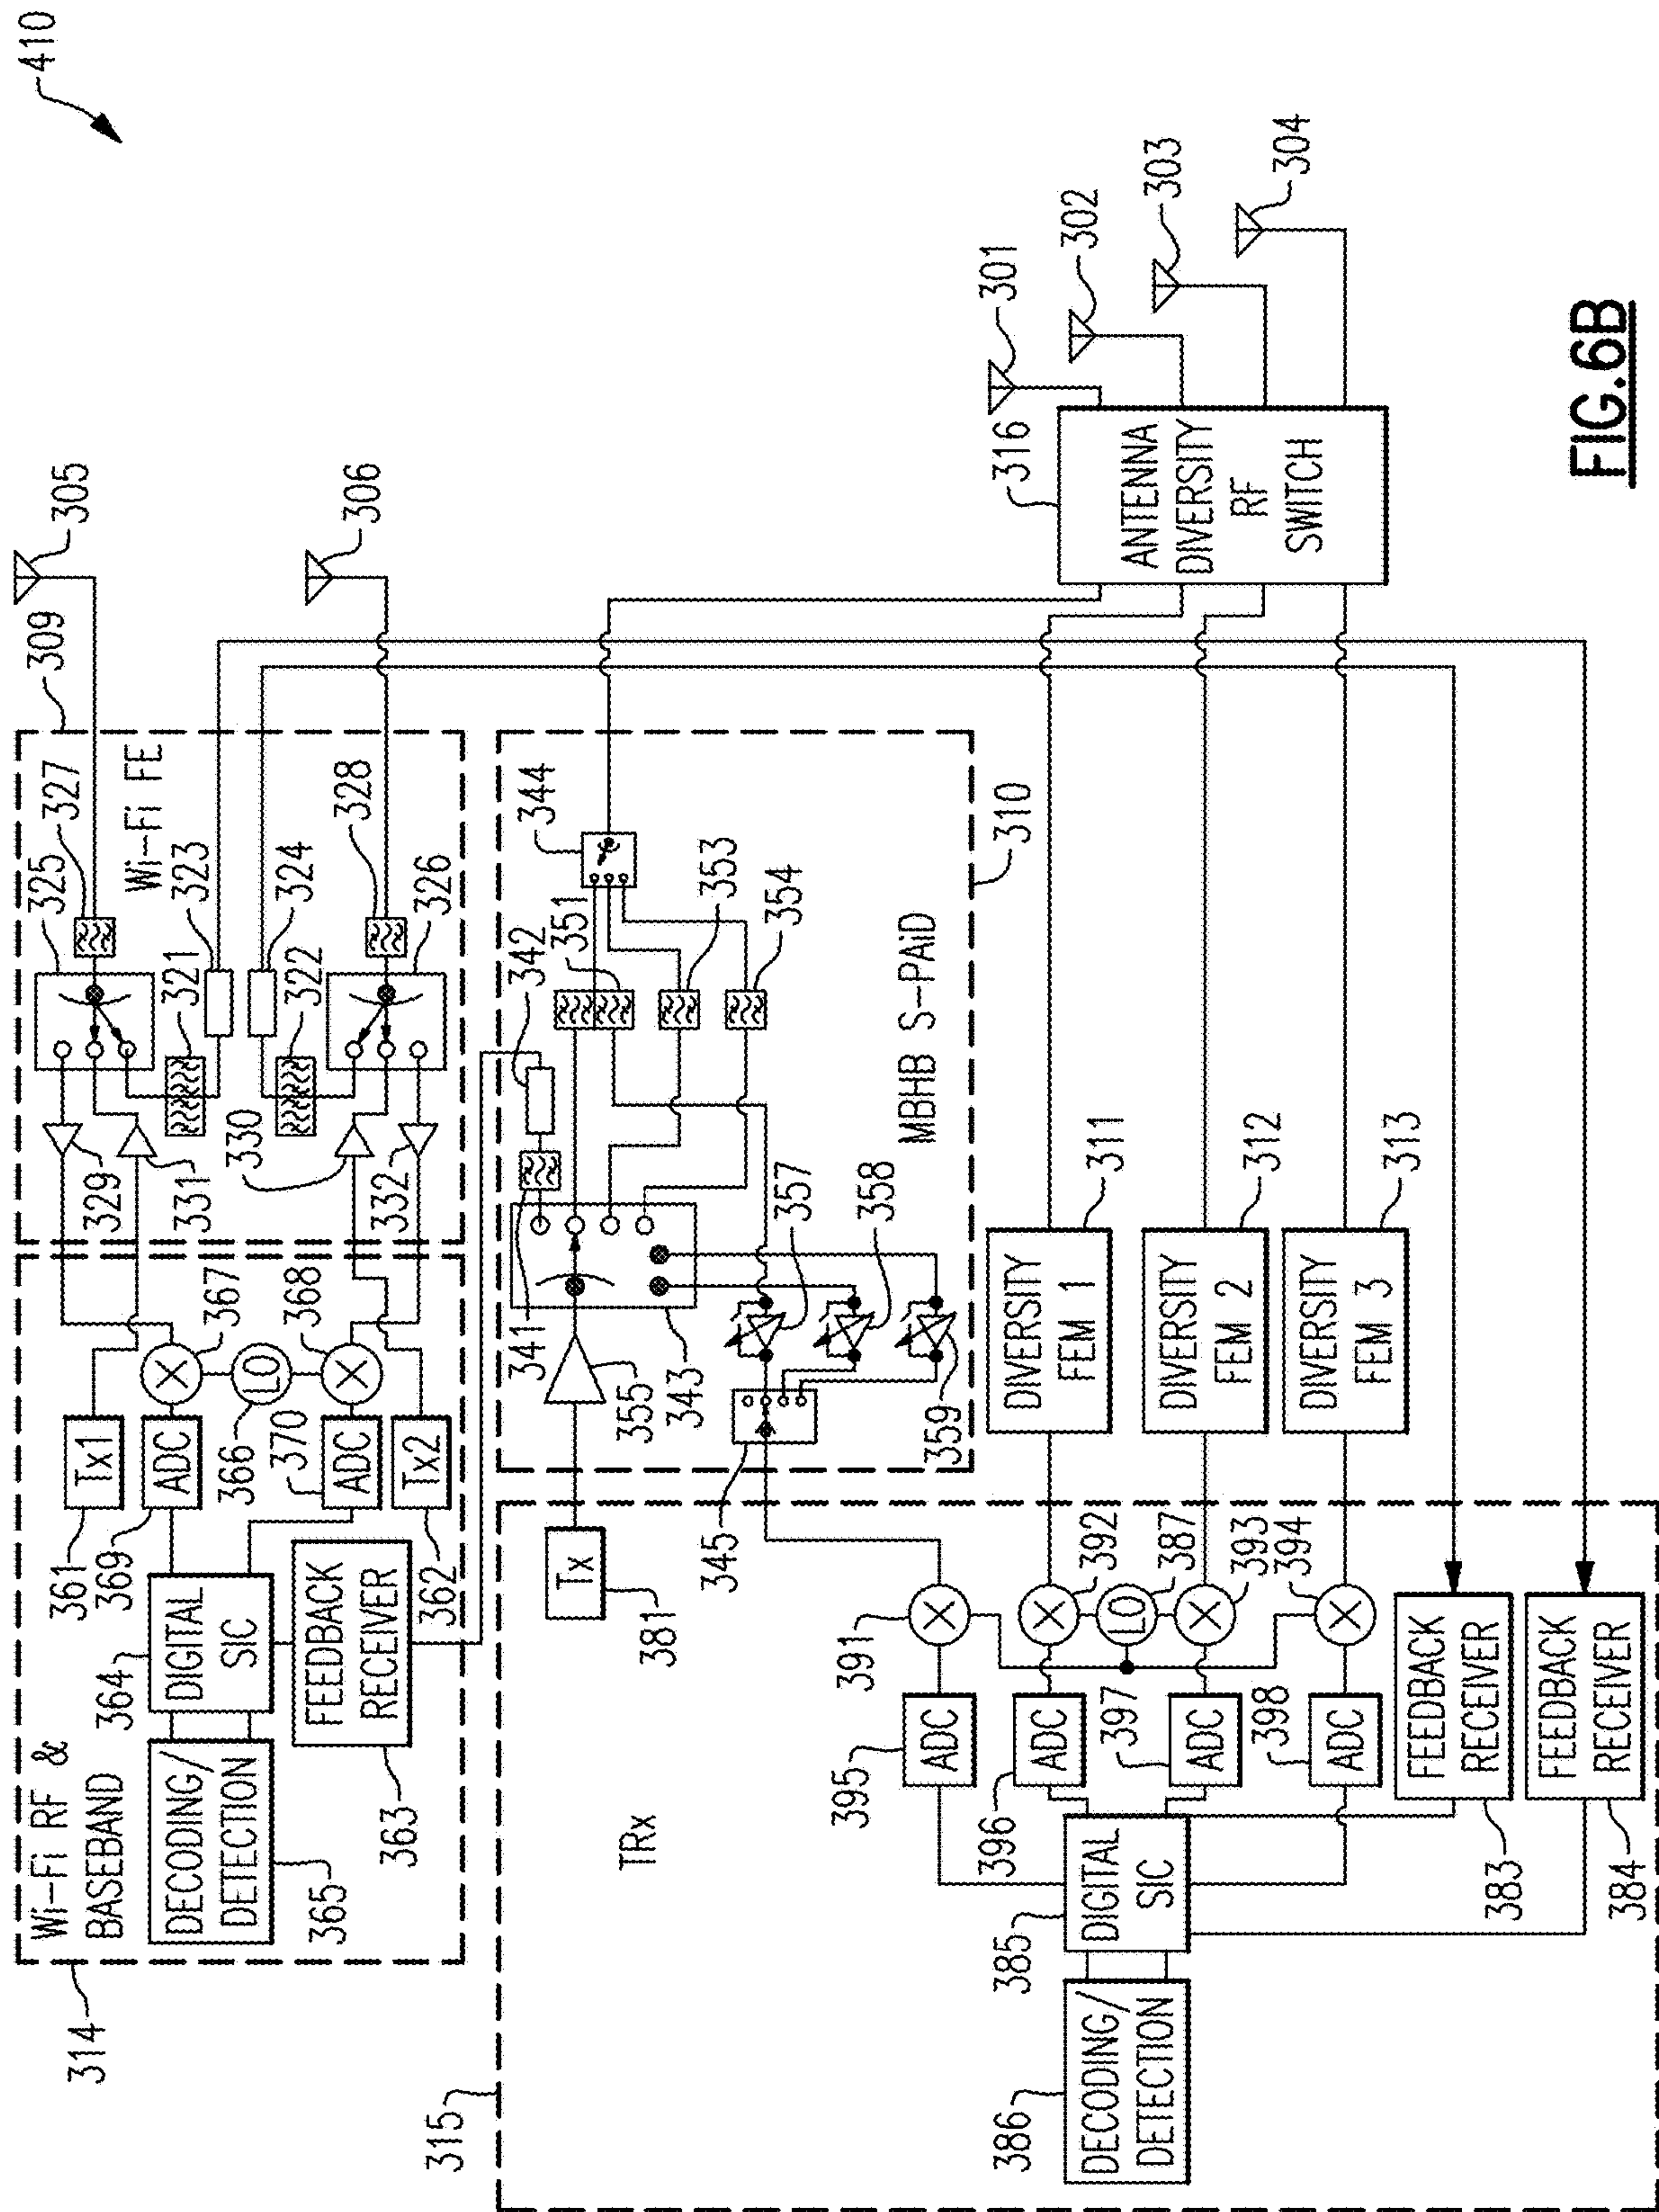 410
305
309
325
327
Wi-Fi FE
323
321
324
322
328
326
306
329
331
330
332
367
368
Tx1
ADC
LO
366
370
ADC
Tx2
361
369
362
364
DIGITAL
SIC
FEEDBACK
RECEIVER
363
DECODING/
DETECTION
365
Wi-Fi RF &
BASEBAND
314
344
342
351
353
354
310
MBHB S-PAiD
341
355
343
357
358
359
345
301
302
303
304
316
ANTENNA
DIVERSITY
RF
SWITCH
DIVERSITY
FEM 1
311
DIVERSITY
FEM 2
312
DIVERSITY
FEM 3
313
Tx
381
391
392
LO
387
393
394
395
ADC
396
ADC
397
ADC
398
ADC
FEEDBACK
RECEIVER
383
FEEDBACK
RECEIVER
384
TRx
385
DIGITAL
SIC
386
DECODING/
DETECTION
315
FIG.6B